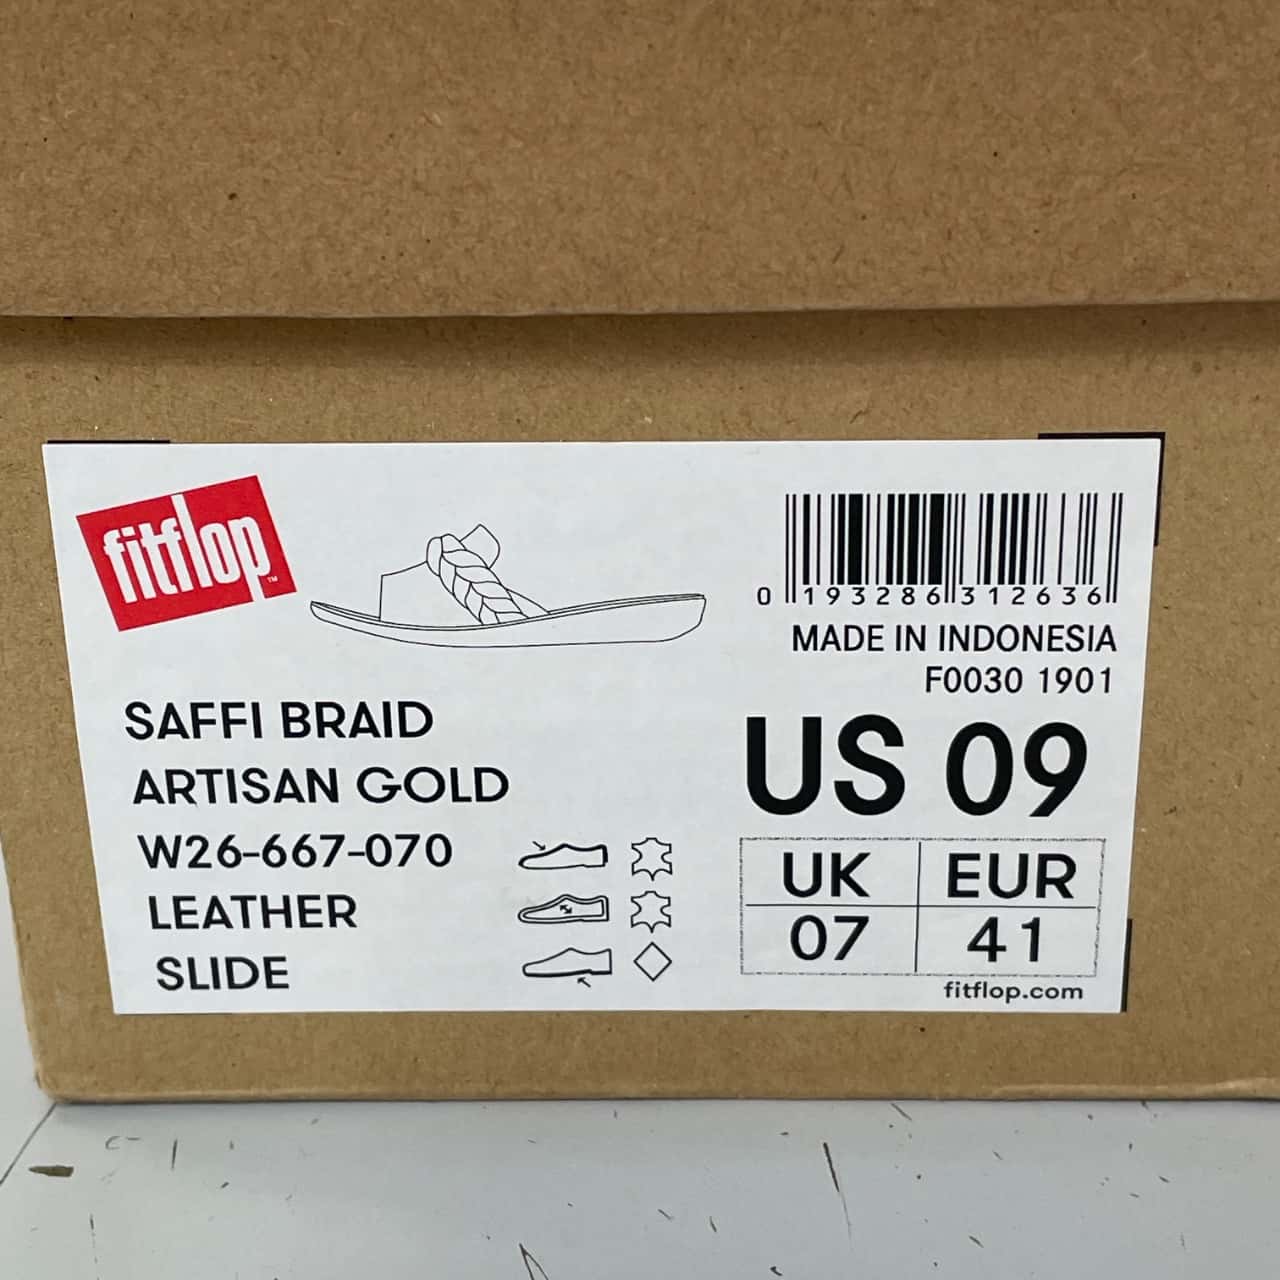 fitflop™
0 193286 312636
MADE IN INDONESIA
F0030 1901
SAFFI BRAID
ARTISAN GOLD
W26-667-070
LEATHER
SLIDE
US 09
UK EUR
07 41
fitflop.com